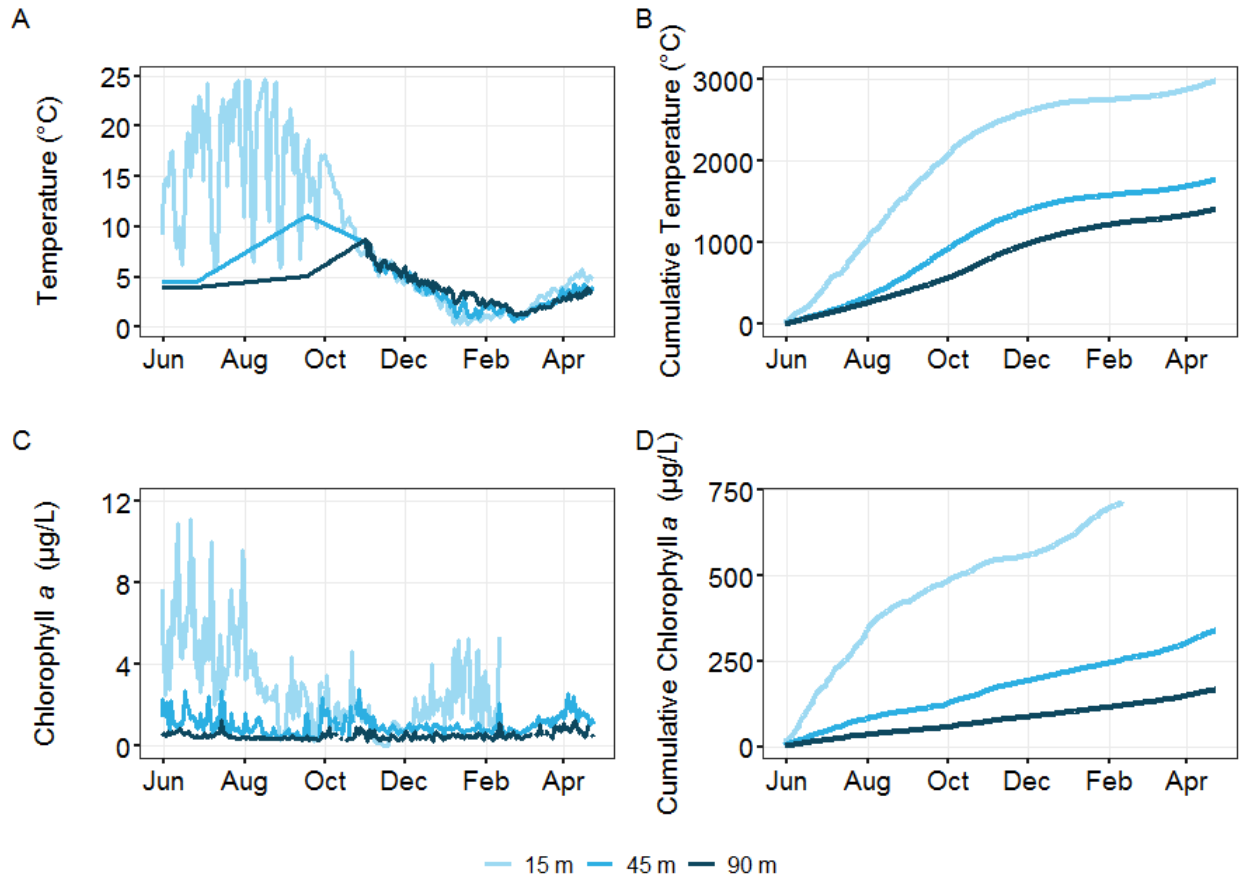 A
Temperature (°C)
25
20
15
10
5
0
Jun Aug Oct Dec Feb Apr
B
Cumulative Temperature (°C)
3000
2000
1000
0
Jun Aug Oct Dec Feb Apr
C
Chlorophyll a (µg/L)
12
8
4
0
Jun Aug Oct Dec Feb Apr
D
Cumulative Chlorophyll a (µg/L)
750
500
250
0
Jun Aug Oct Dec Feb Apr
15 m 45 m 90 m